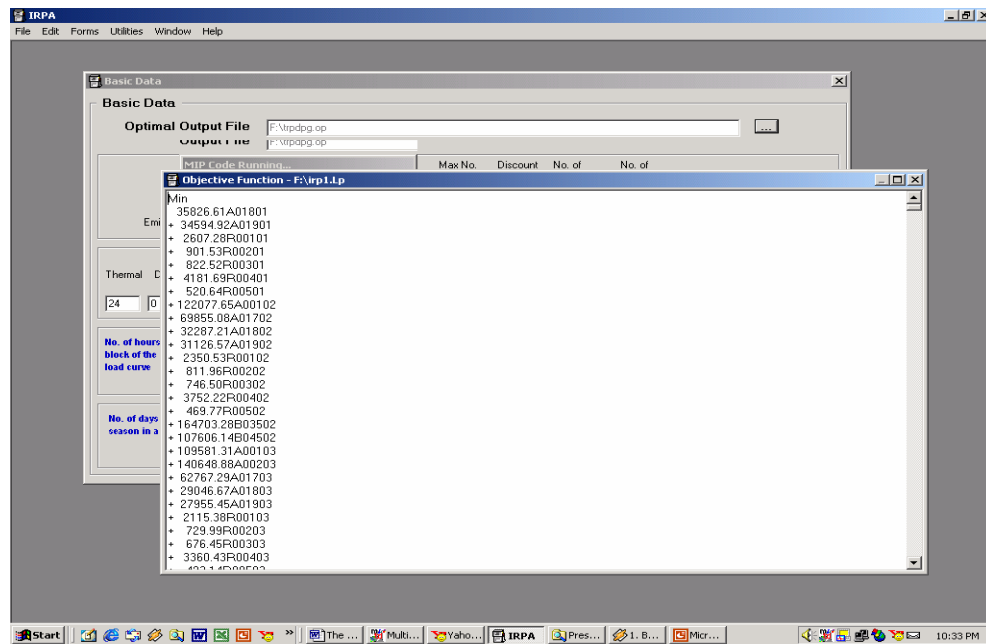 IRPA
File Edit Forms Utilities Window Help
Basic Data
Basic Data
Optimal Output File F:\trpdpg.op ...
Output File F:\trpdpg.op
MIP Code Running... Max No. Discount No. of No. of
Objective Function - F:\irp1.Lp
Min
35826.61A01801
+ 34594.92A01901
+ 2607.28R00101
+ 901.53R00201
+ 822.52R00301
+ 4181.69R00401
+ 520.64R00501
+ 122077.65A00102
+ 69855.08A01702
+ 32287.21A01802
+ 31126.57A01902
+ 2350.53R00102
+ 811.96R00202
+ 746.50R00302
+ 3752.22R00402
+ 469.77R00502
+ 164703.28B03502
+ 107606.14B04502
+ 109581.31A00103
+ 140648.88A00203
+ 62767.29A01703
+ 29046.67A01803
+ 27955.45A01903
+ 2115.38R00103
+ 729.99R00203
+ 676.45R00303
+ 3360.43R00403
Emi
Thermal D
24 0
No. of hours
block of the
load curve
No. of days
season in a
Start The ... Multi... Yaho... IRPA Pres... 1. B... Micr... 10:33 PM